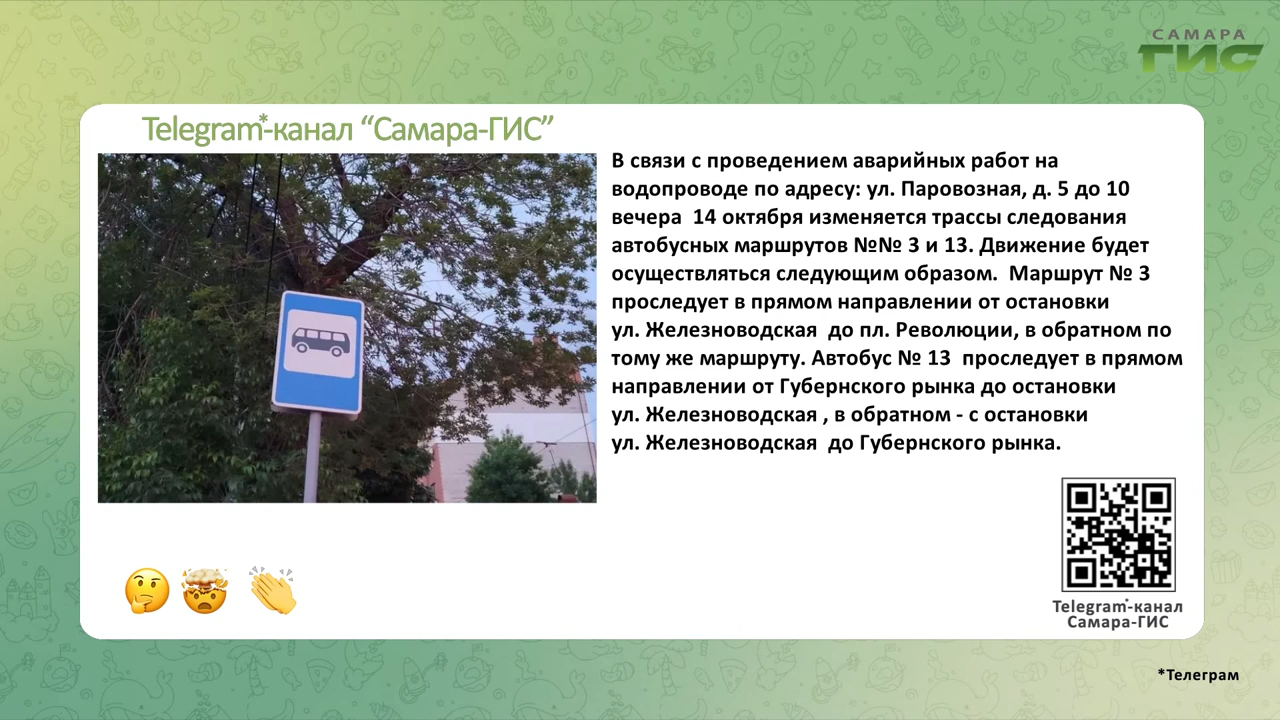 САМАРА
ГИС
Telegram*-канал “Самара-ГИС”
В связи с проведением аварийных работ на
водопроводе по адресу: ул. Паровозная, д. 5 до 10
вечера  14 октября изменяется трассы следования
автобусных маршрутов №№ 3 и 13. Движение будет
осуществляться следующим образом.  Маршрут № 3
проследует в прямом направлении от остановки
ул. Железноводская  до пл. Революции, в обратном по
тому же маршруту. Автобус № 13  проследует в прямом
направлении от Губернского рынка до остановки
ул. Железноводская , в обратном - с остановки
ул. Железноводская  до Губернского рынка.
Telegram*-канал
Самара-ГИС
*Телеграм